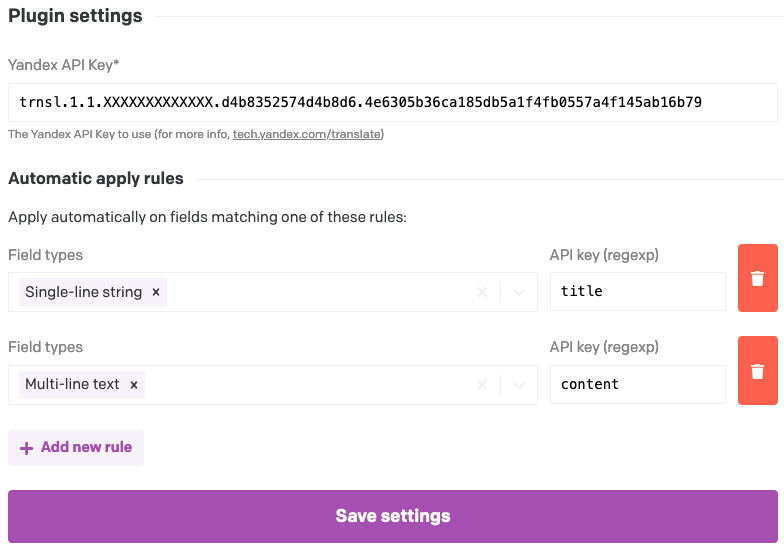 Plugin settings
Yandex API Key*
trnsl.1.1.XXXXXXXXXXXXX.d4b8352574d4b8d6.4e6305b36ca185db5a1f4fb0557a4f145ab16b79
The Yandex API Key to use (for more info, tech.yandex.com/translate)
Automatic apply rules
Apply automatically on fields matching one of these rules:
Field types API key (regexp)
Single-line string × title
Field types API key (regexp)
Multi-line text × content
+ Add new rule
Save settings